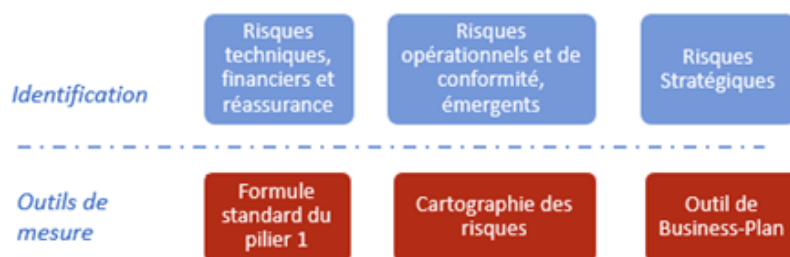 Identification
Risques
techniques,
financiers et
réassurance
Risques
opérationnels et de
conformité,
émergents
Risques
Stratégiques
Outils de
mesure
Formule
standard du
pilier 1
Cartographie des
risques
Outil de
Business-Plan